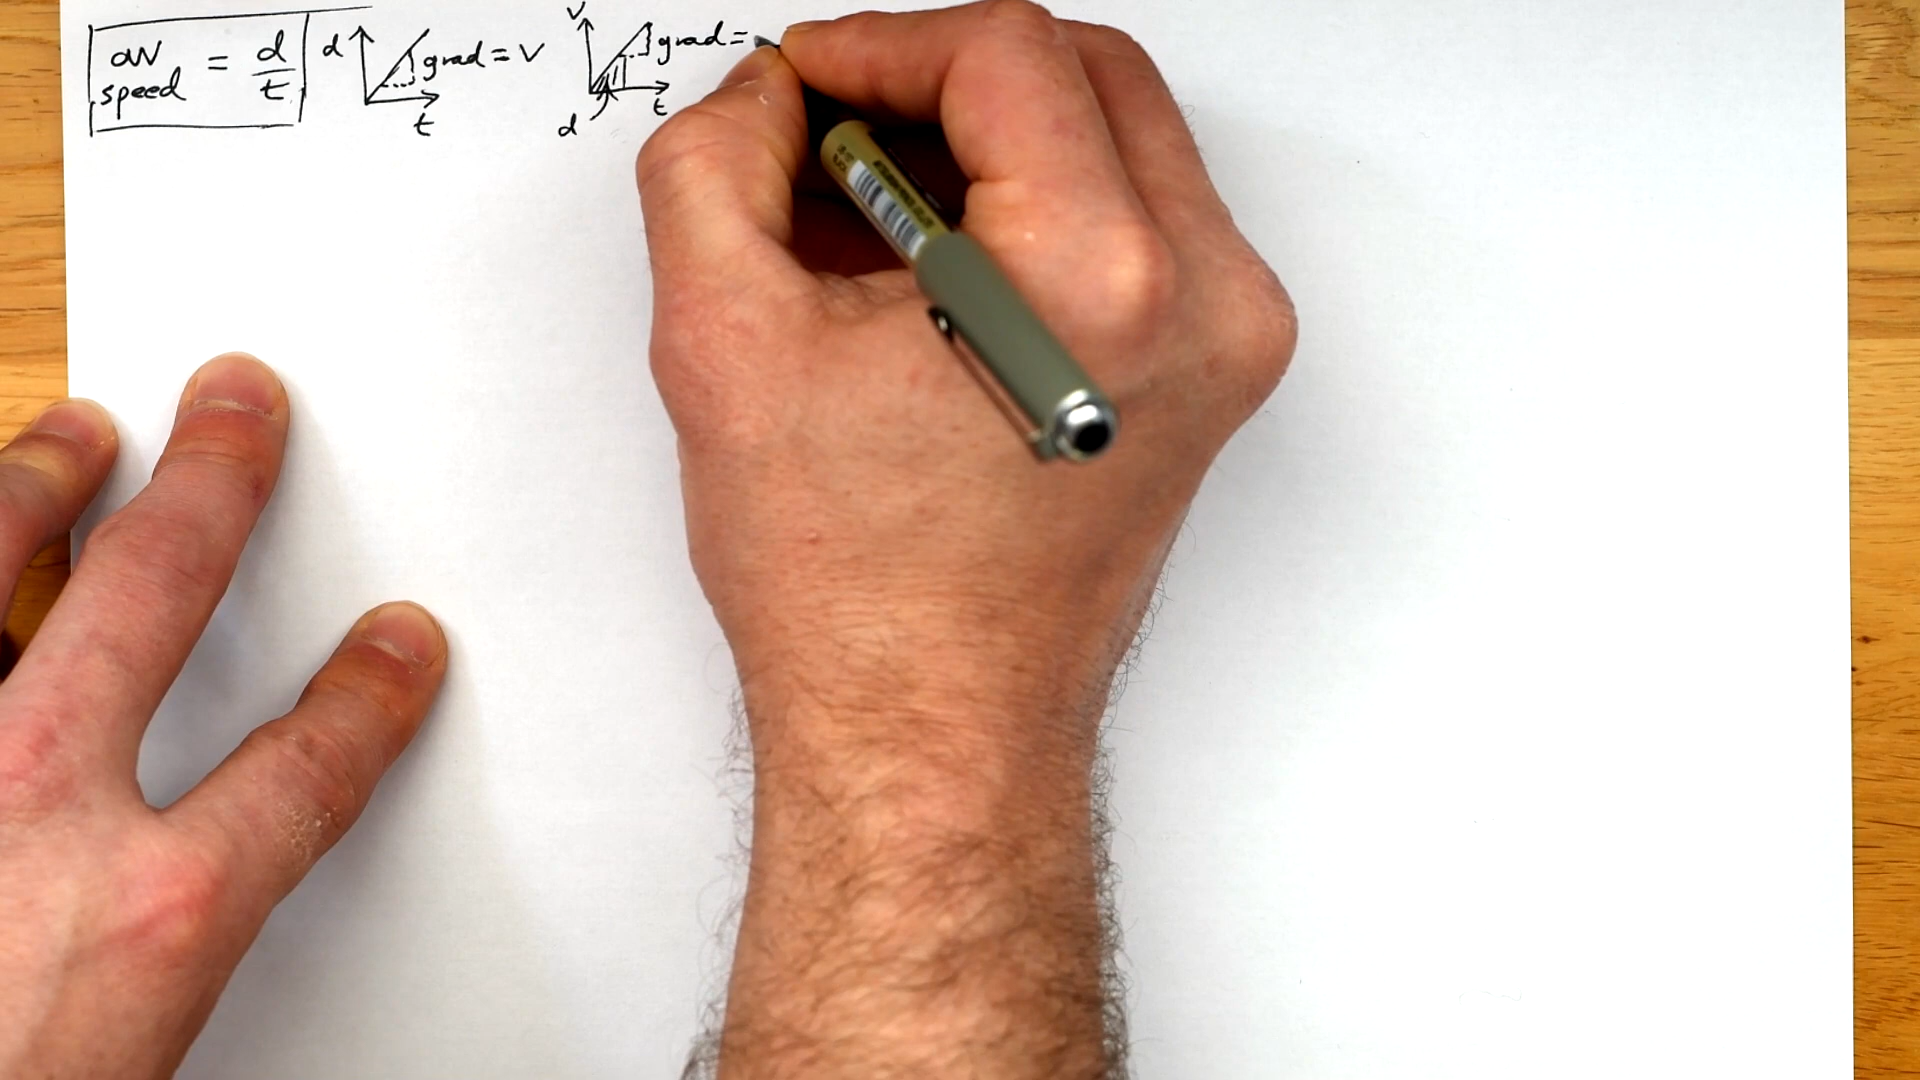 av speed = d/t
d
grad = v
t
v
grad =
t
d